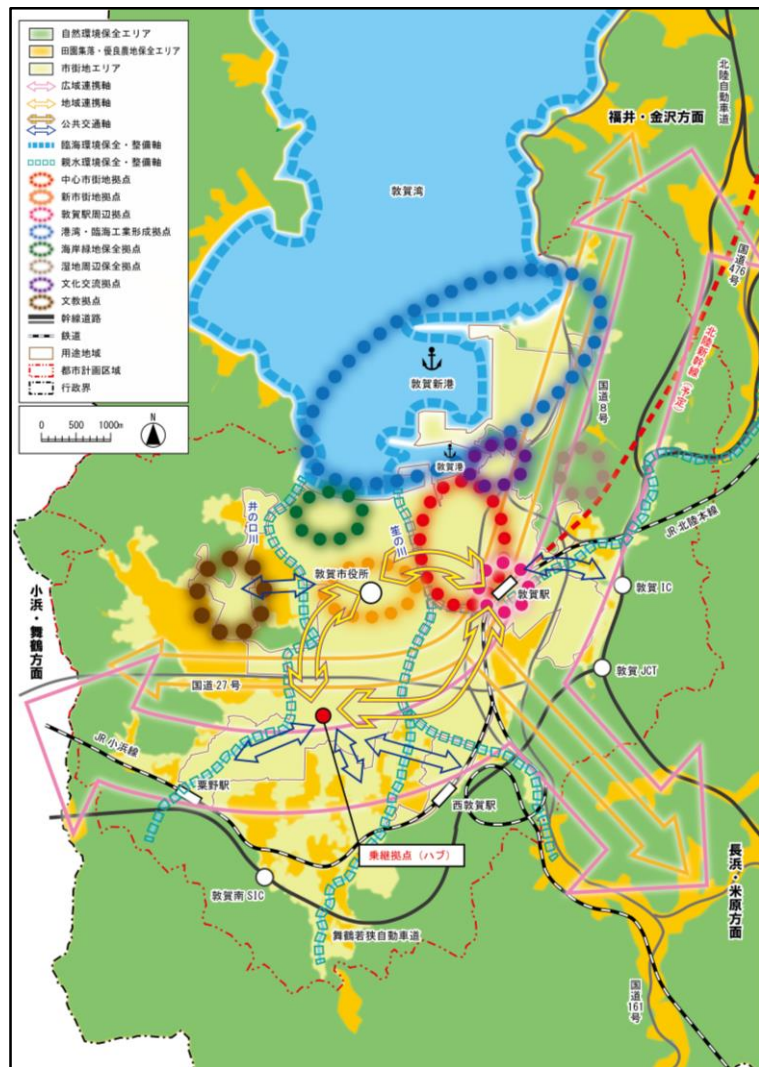 自然環境保全エリア
田園集落・優良農地保全エリア
市街地エリア
広域連携軸
地域連携軸
公共交通軸
臨海環境保全・整備軸
親水環境保全・整備軸
中心市街地拠点
新市街地拠点
敦賀駅周辺拠点
港湾・臨海工業形成拠点
海岸緑地保全拠点
湿地周辺保全拠点
文化交流拠点
文教拠点
幹線道路
鉄道
用途地域
都市計画区域
行政界
0 500 1000m
N
北陸自動車道
福井・金沢方面
敦賀湾
国道476号
北陸新幹線(予定)
国道8号
敦賀新港
敦賀港
井の口川
笙の川
JR北陸本線
敦賀市役所
敦賀駅
敦賀IC
小浜・舞鶴方面
敦賀JCT
国道27号
JR小浜線
粟野駅
西敦賀駅
乗継拠点(ハブ)
敦賀南SIC
長浜・米原方面
舞鶴若狭自動車道
国道161号